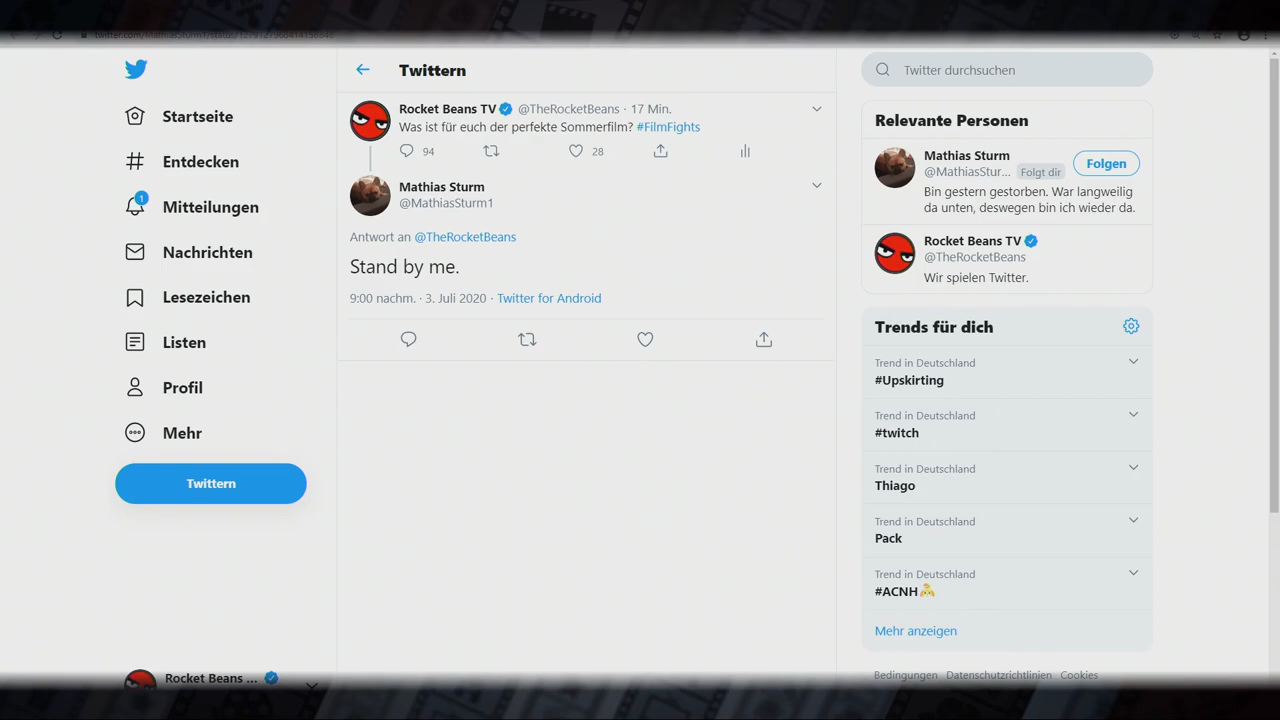 Startseite
Entdecken
1
Mitteilungen
Nachrichten
Lesezeichen
Listen
Profil
Mehr
Twittern
Rocket Beans ...
Twittern
Rocket Beans TV @TheRocketBeans · 17 Min.
Was ist für euch der perfekte Sommerfilm? #FilmFights
94 28
Mathias Sturm
@MathiasSturm1
Antwort an @TheRocketBeans
Stand by me.
9:00 nachm. · 3. Juli 2020 · Twitter for Android
Twitter durchsuchen
Relevante Personen
Mathias Sturm
@MathiasStur... Folgt dir
Folgen
Bin gestern gestorben. War langweilig
da unten, deswegen bin ich wieder da.
Rocket Beans TV
@TheRocketBeans
Wir spielen Twitter.
Trends für dich
Trend in Deutschland
#Upskirting
Trend in Deutschland
#twitch
Trend in Deutschland
Thiago
Trend in Deutschland
Pack
Trend in Deutschland
#ACNH
Mehr anzeigen
Bedingungen Datenschutzrichtlinien Cookies